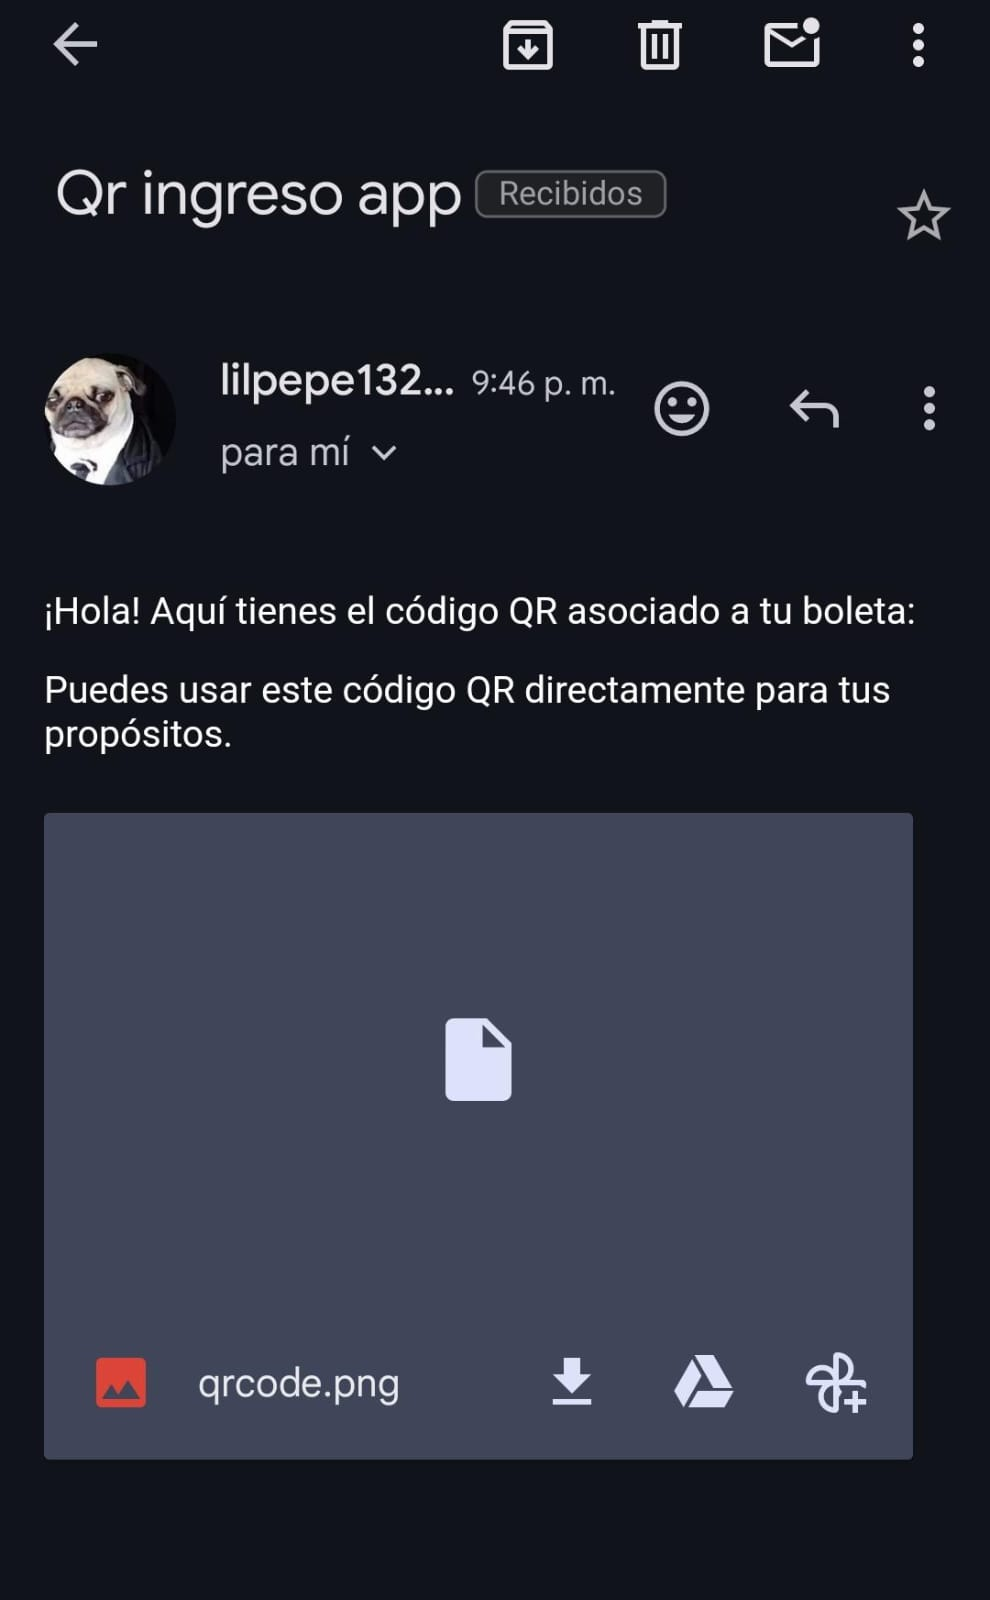 Qr ingreso app Recibidos
lilpepe132... 9:46 p. m.
para mí
¡Hola! Aquí tienes el código QR asociado a tu boleta:
Puedes usar este código QR directamente para tus
propósitos.
qrcode.png